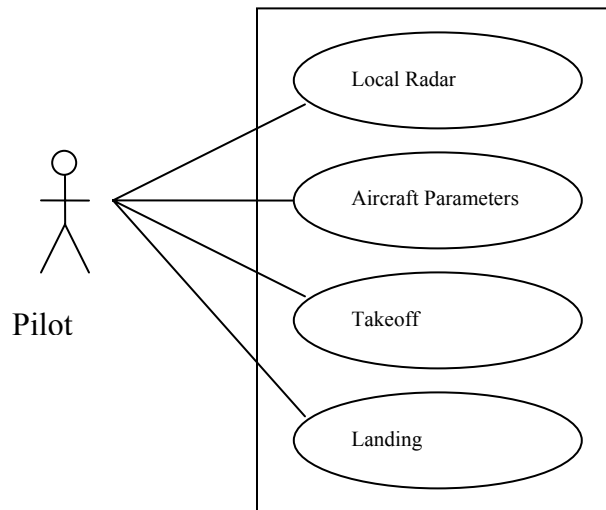 Local Radar
Aircraft Parameters
Takeoff
Pilot
Landing